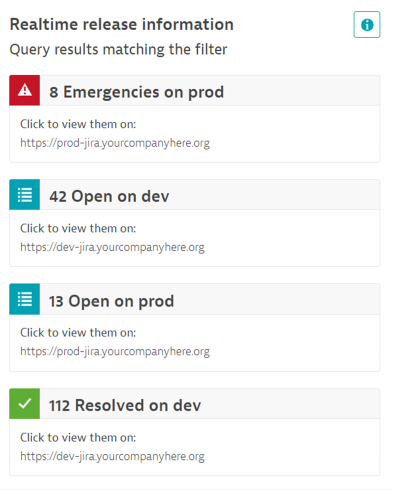 Realtime release information
Query results matching the filter
8 Emergencies on prod
Click to view them on:
https://prod-jira.yourcompanyhere.org
42 Open on dev
Click to view them on:
https://dev-jira.yourcompanyhere.org
13 Open on prod
Click to view them on:
https://prod-jira.yourcompanyhere.org
112 Resolved on dev
Click to view them on:
https://dev-jira.yourcompanyhere.org